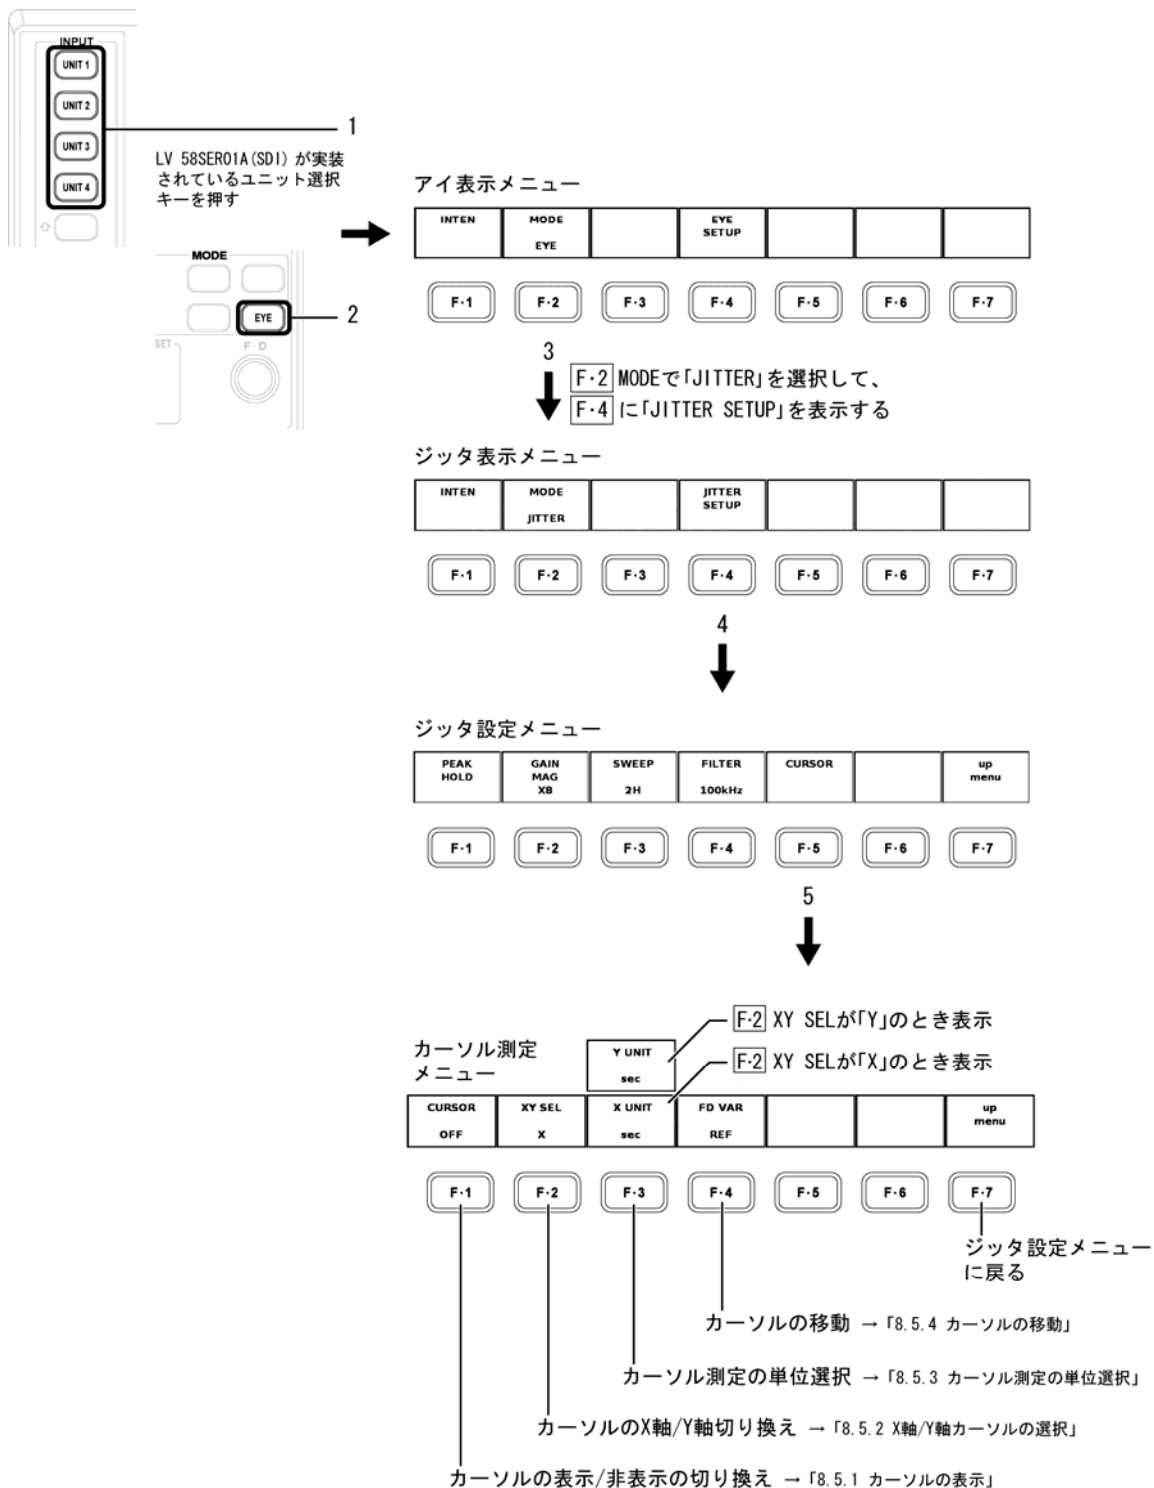 INPUT
UNIT 1
UNIT 2
UNIT 3
UNIT 4
1
LV 58SER01A(SDI) が実装
されているユニット選択
キーを押す
MODE
EYE
2
SET
F・D
アイ表示メニュー
INTEN
MODE
EYE
EYE
SETUP
F・1 F・2 F・3 F・4 F・5 F・6 F・7
3
F・2 MODEで「JITTER」を選択して、
F・4 に「JITTER SETUP」を表示する
ジッタ表示メニュー
INTEN
MODE
JITTER
JITTER
SETUP
F・1 F・2 F・3 F・4 F・5 F・6 F・7
4
ジッタ設定メニュー
PEAK
HOLD
GAIN
MAG
X8
SWEEP
2H
FILTER
100kHz
CURSOR
up
menu
F・1 F・2 F・3 F・4 F・5 F・6 F・7
5
F・2 XY SELが「Y」のとき表示
F・2 XY SELが「X」のとき表示
カーソル測定
メニュー
Y UNIT
sec
CURSOR
OFF
XY SEL
X
X UNIT
sec
FD VAR
REF
up
menu
F・1 F・2 F・3 F・4 F・5 F・6 F・7
ジッタ設定メニュー
に戻る
カーソルの移動 → 「8.5.4 カーソルの移動」
カーソル測定の単位選択 → 「8.5.3 カーソル測定の単位選択」
カーソルのX軸/Y軸切り換え → 「8.5.2 X軸/Y軸カーソルの選択」
カーソルの表示/非表示の切り換え → 「8.5.1 カーソルの表示」